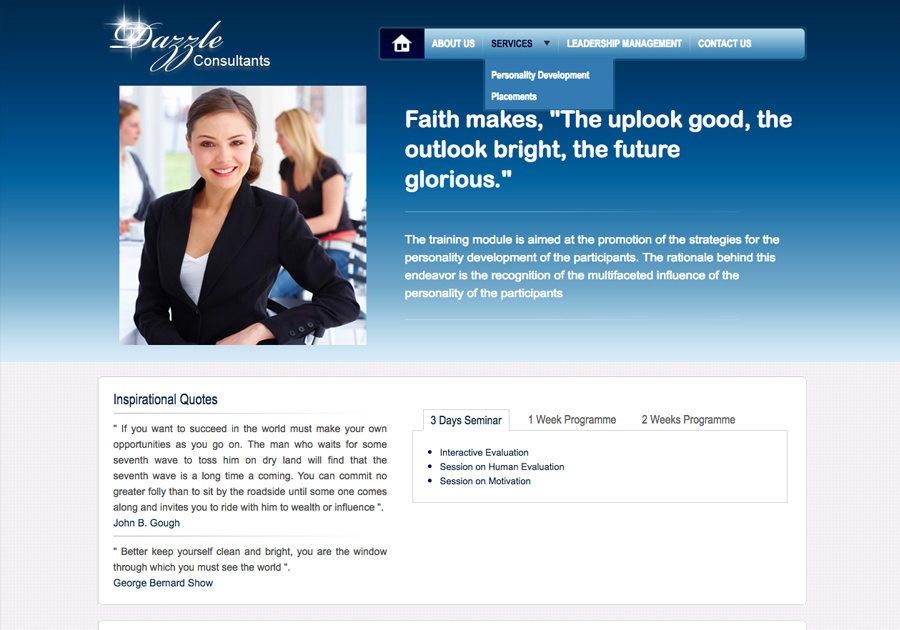 Dazzle
Consultants
ABOUT US SERVICES LEADERSHIP MANAGEMENT CONTACT US
Personality Development
Placements
Faith makes, "The uplook good, the
outlook bright, the future
glorious."
The training module is aimed at the promotion of the strategies for the
personality development of the participants. The rationale behind this
endeavor is the recognition of the multifaceted influence of the
personality of the participants
Inspirational Quotes
" If you want to succeed in the world must make your own
opportunities as you go on. The man who waits for some
seventh wave to toss him on dry land will find that the
seventh wave is a long time a coming. You can commit no
greater folly than to sit by the roadside until some one comes
along and invites you to ride with him to wealth or influence ".
John B. Gough
" Better keep yourself clean and bright, you are the window
through which you must see the world ".
George Bernard Show
3 Days Seminar 1 Week Programme 2 Weeks Programme
Interactive Evaluation
Session on Human Evaluation
Session on Motivation